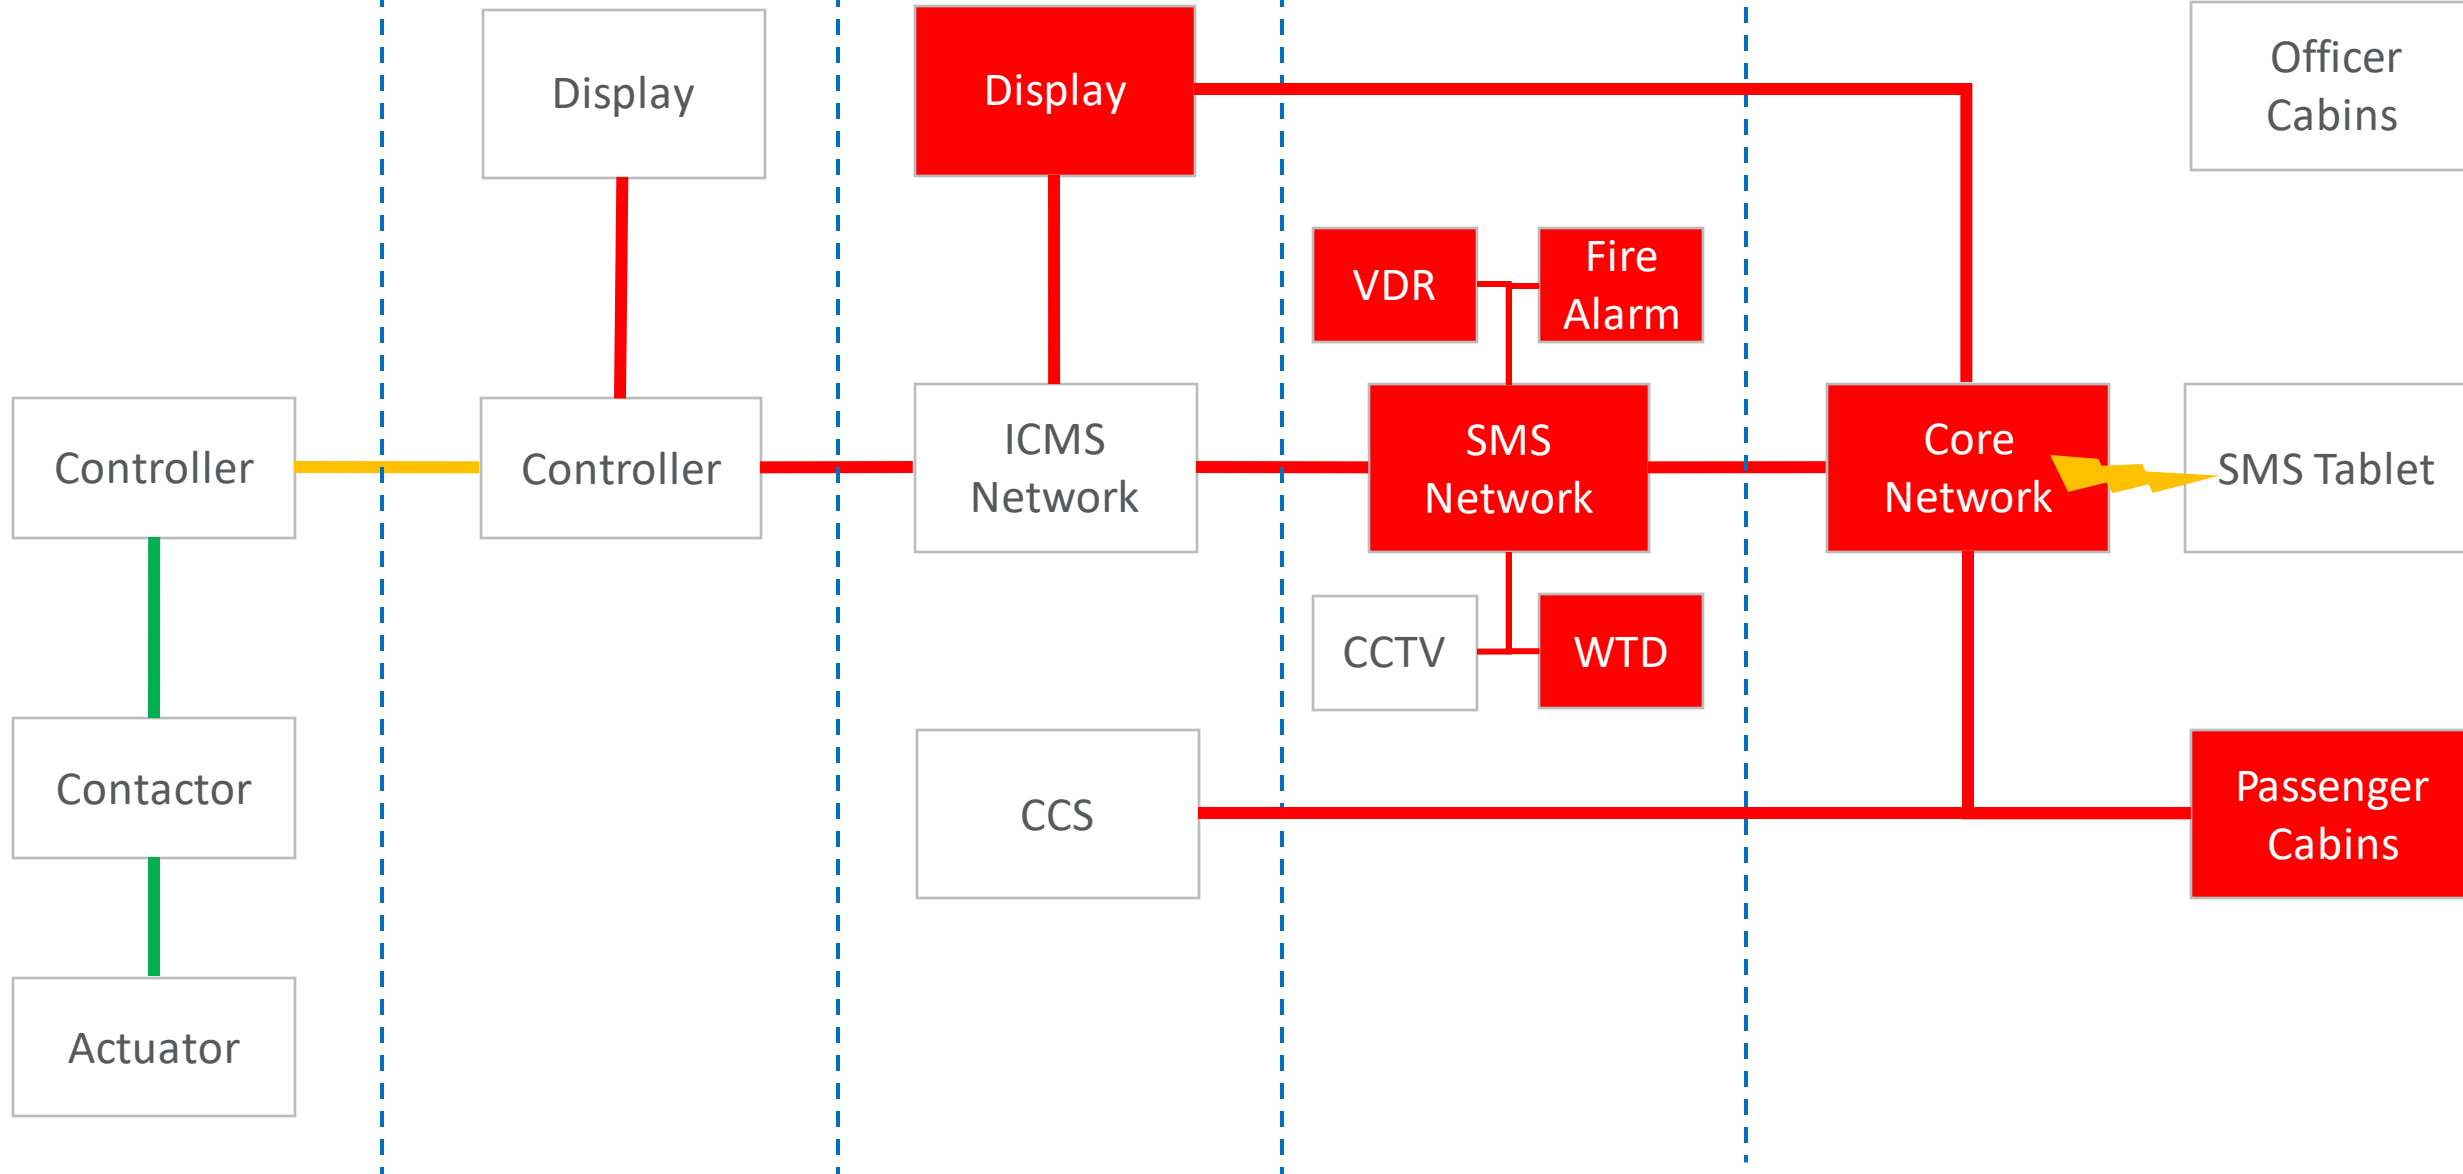 Display
Display
Officer
Cabins
VDR
Fire
Alarm
Controller
Controller
ICMS
Network
SMS
Network
Core
Network
SMS Tablet
CCTV
WTD
Contactor
CCS
Passenger
Cabins
Actuator